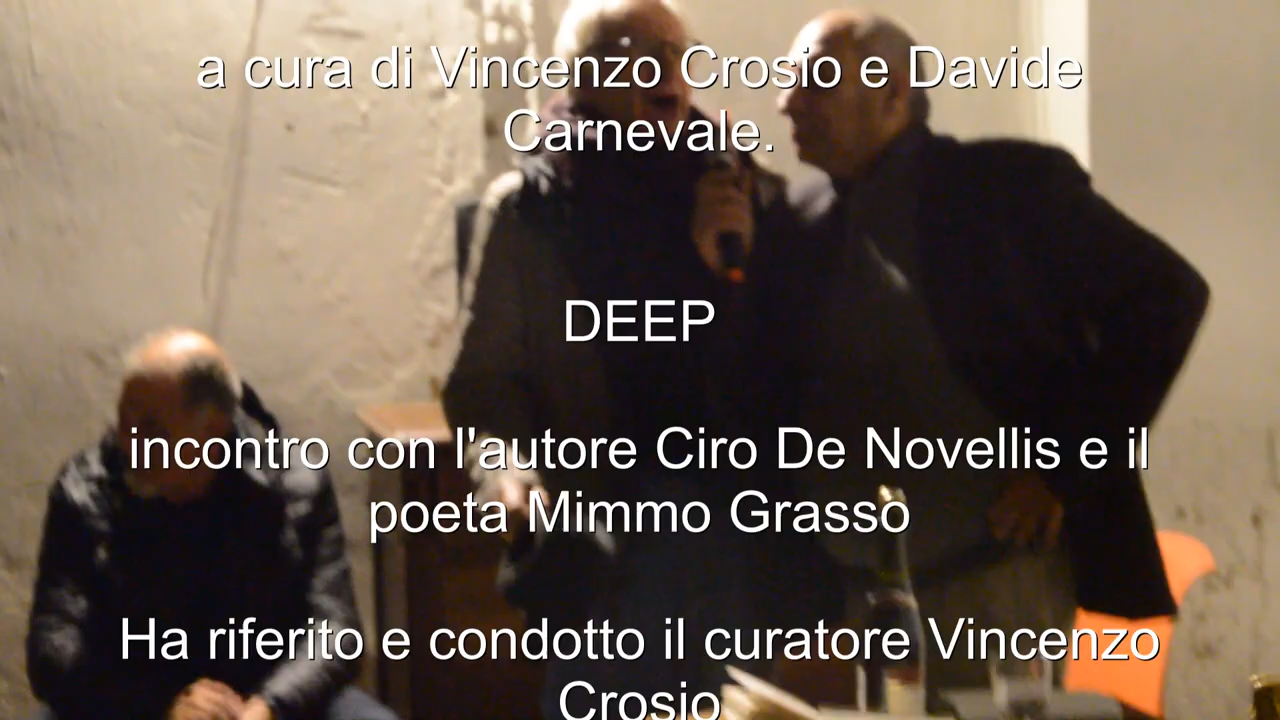 a cura di Vincenzo Crosio e Davide
Carnevale.
DEEP
incontro con l'autore Ciro De Novellis e il
poeta Mimmo Grasso
Ha riferito e condotto il curatore Vincenzo
Crosio